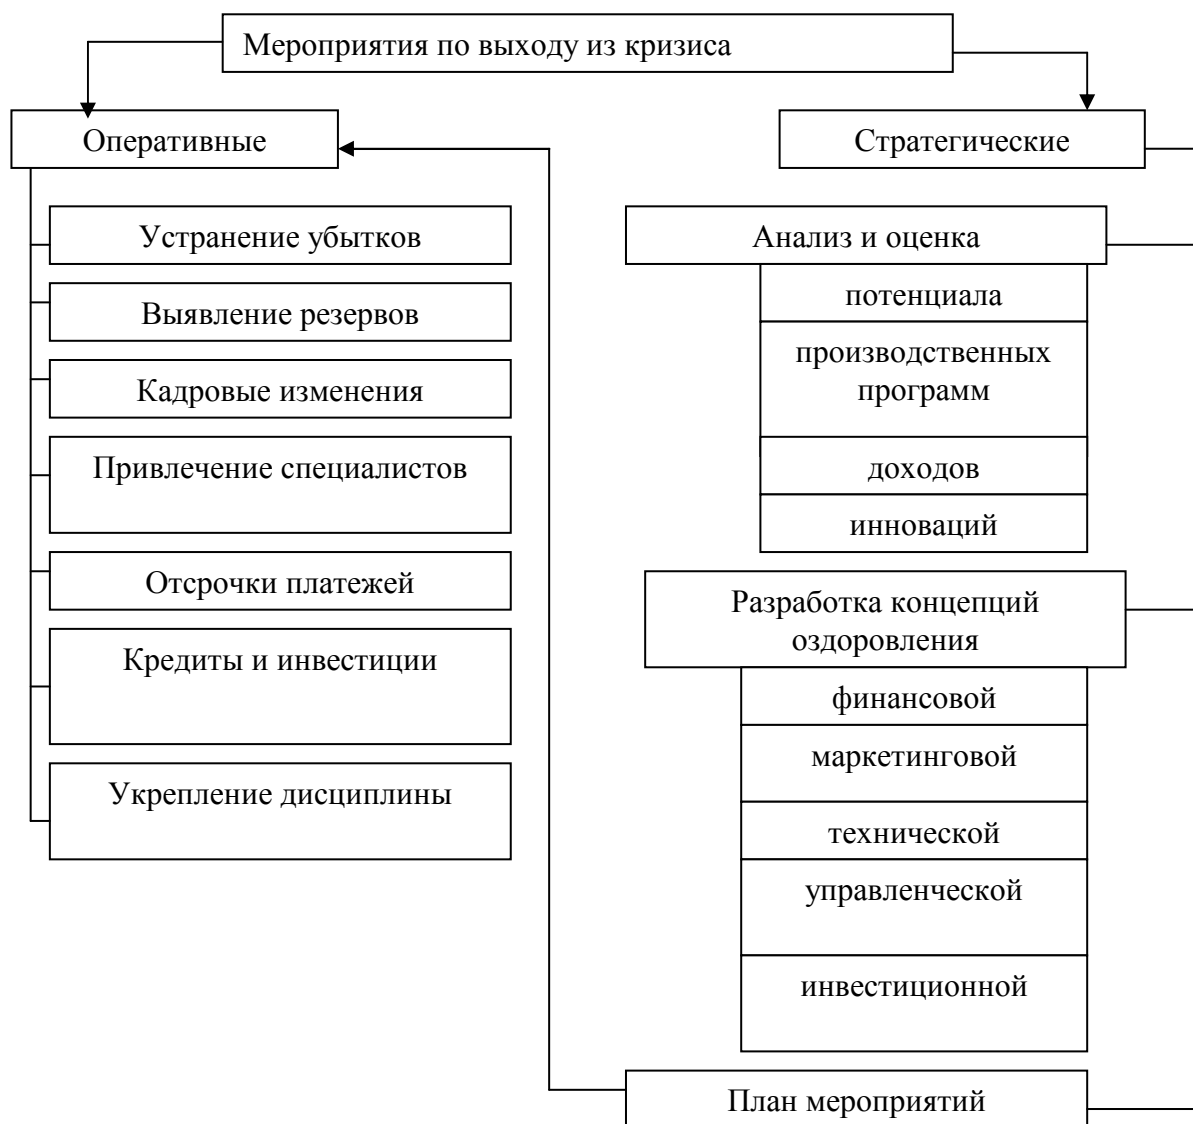 Мероприятия по выходу из кризиса
Оперативные
Устранение убытков
Выявление резервов
Кадровые изменения
Привлечение специалистов
Отсрочки платежей
Кредиты и инвестиции
Укрепление дисциплины
Стратегические
Анализ и оценка
потенциала
производственных
программ
доходов
инноваций
Разработка концепций
оздоровления
финансовой
маркетинговой
технической
управленческой
инвестиционной
План мероприятий